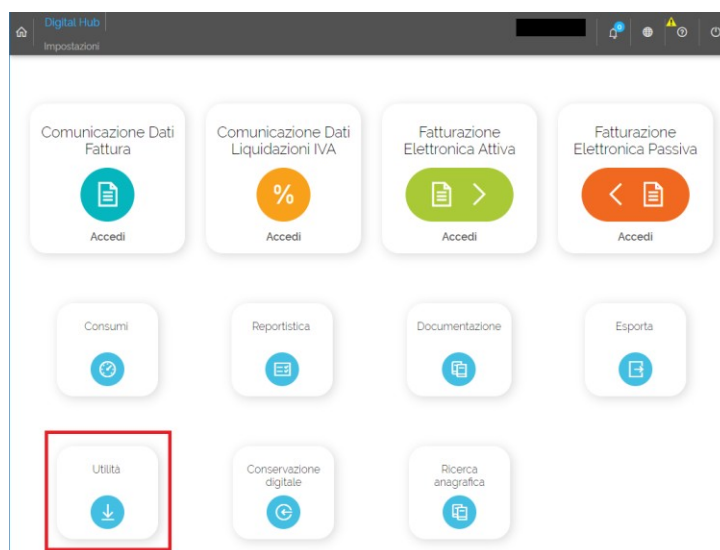 Digital Hub
Impostazioni
Comunicazione Dati
Fattura
Accedi
Comunicazione Dati
Liquidazioni IVA
%
Accedi
Fatturazione
Elettronica Attiva
Accedi
Fatturazione
Elettronica Passiva
Accedi
Consumi
Reportistica
Documentazione
Esporta
Utilità
Conservazione
digitale
Ricerca
anagrafica